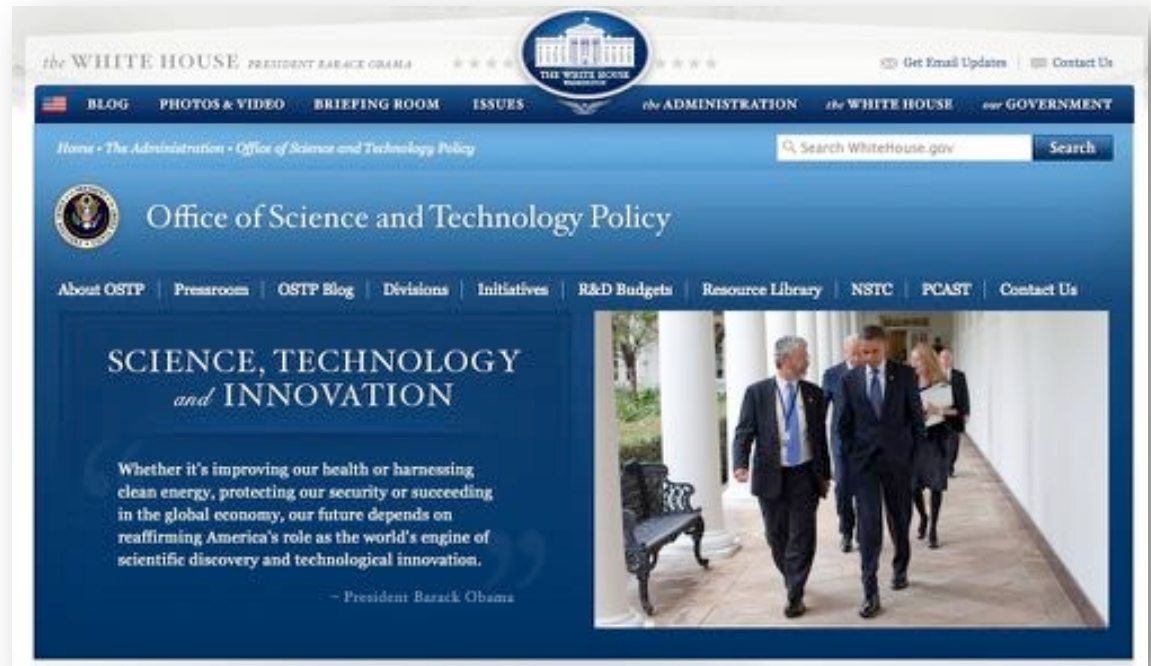 the WHITE HOUSE PRESIDENT BARACK OBAMA
THE WHITE HOUSE
WASHINGTON
Get Email Updates | Contact Us
BLOG PHOTOS & VIDEO BRIEFING ROOM ISSUES the ADMINISTRATION the WHITE HOUSE our GOVERNMENT
Home • The Administration • Office of Science and Technology Policy
Search WhiteHouse.gov Search
Office of Science and Technology Policy
About OSTP | Pressroom | OSTP Blog | Divisions | Initiatives | R&D Budgets | Resource Library | NSTC | PCAST | Contact Us
SCIENCE, TECHNOLOGY
and INNOVATION
“
Whether it's improving our health or harnessing
clean energy, protecting our security or succeeding
in the global economy, our future depends on
reaffirming America's role as the world's engine of
scientific discovery and technological innovation.
”
– President Barack Obama